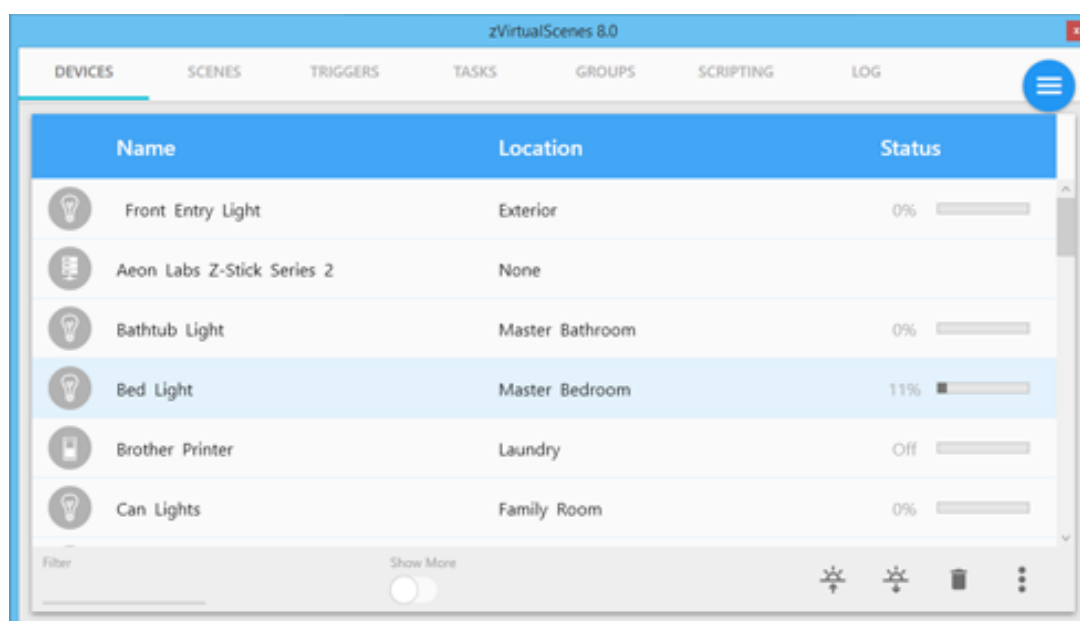 zVirtualScenes 8.0
x
DEVICES SCENES TRIGGERS TASKS GROUPS SCRIPTING LOG
Name Location Status
Front Entry Light Exterior 0%
Aeon Labs Z-Stick Series 2 None
Bathtub Light Master Bathroom 0%
Bed Light Master Bedroom 11%
Brother Printer Laundry Off
Can Lights Family Room 0%
Filter Show More